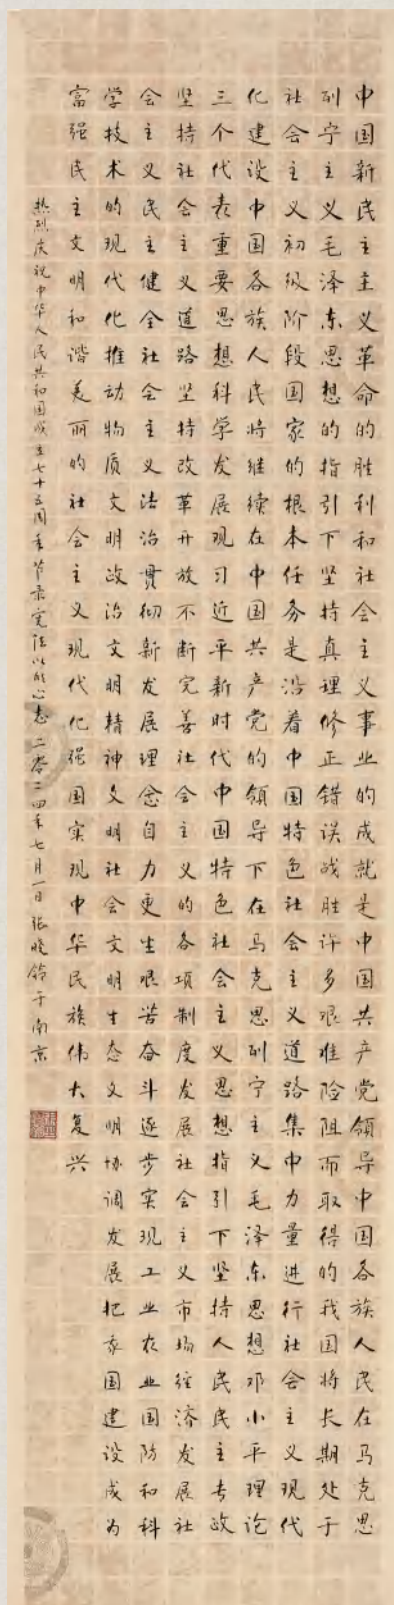 中国新民主主义革命的胜利和社会主义事业的成就是中国共产党领导中国各族人民在马克思
列宁主义毛泽东思想的指引下坚持真理修正错误战胜许多艰难险阻而取得的我国将长期处于
社会主义初级阶段国家的根本任务是沿着中国特色社会主义道路集中力量进行社会主义现代
化建设中国各族人民将继续在中国共产党的领导下在马克思列宁主义毛泽东思想邓小平理论
三个代表重要思想科学发展观习近平新时代中国特色社会主义思想指引下坚持人民民主专政
坚持社会主义道路坚持改革开放不断完善社会主义的各项制度发展社会主义市场经济发展社
会主义民主健全社会主义法治贯彻新发展理念自力更生艰苦奋斗逐步实现工业农业国防和科
学技术的现代化推动物质文明政治文明精神文明社会文明生态文明协调发展把家国建设成为
富强民主文明和谐美丽的社会主义现代化强国实现中华民族伟大复兴
热烈庆祝中华人民共和国成立七十五周年节录宪法以明心志二零二四年七月一日张晓铃于南京